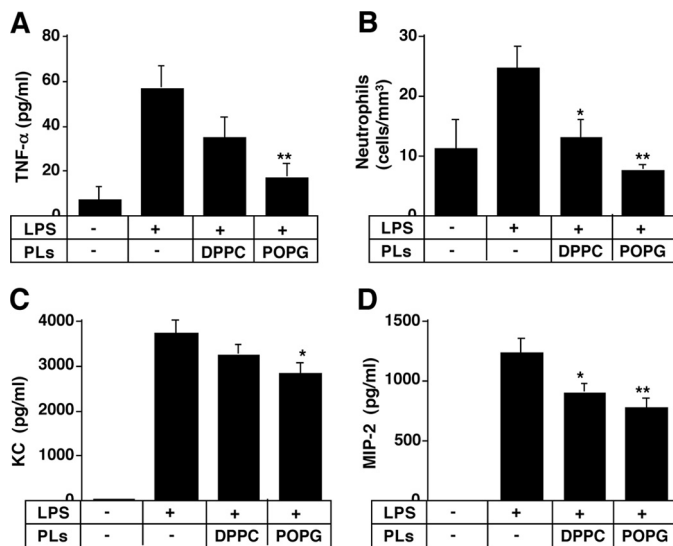 A
80
60
40
20
0
TNF-α (pg/ml)
**
LPS - + + +
PLs - - DPPC POPG
B
30
20
10
0
Neutrophils
(cells/mm³)
*
**
LPS - + + +
PLs - - DPPC POPG
C
4000
3000
2000
1000
0
KC
(pg/ml)
*
LPS - + + +
PLs - - DPPC POPG
D
1500
1000
500
0
MIP-2 (pg/ml)
*
**
LPS - + + +
PLs - - DPPC POPG